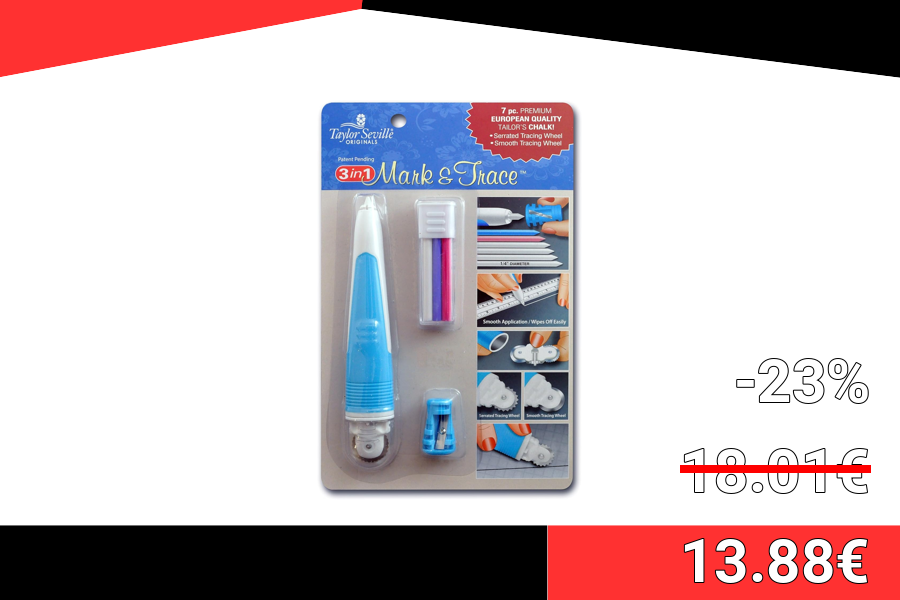 7 pc. PREMIUM
EUROPEAN QUALITY
TAILOR'S CHALK!
• Serrated Tracing Wheel
• Smooth Tracing Wheel
Taylor Seville
ORIGINALS
Patent Pending
3 in 1 Mark & Trace™
1/4" DIAMETER
Smooth Application / Wipes Off Easily
Serrated Tracing Wheel
Smooth Tracing Wheel
-23%
18.01€
13.88€